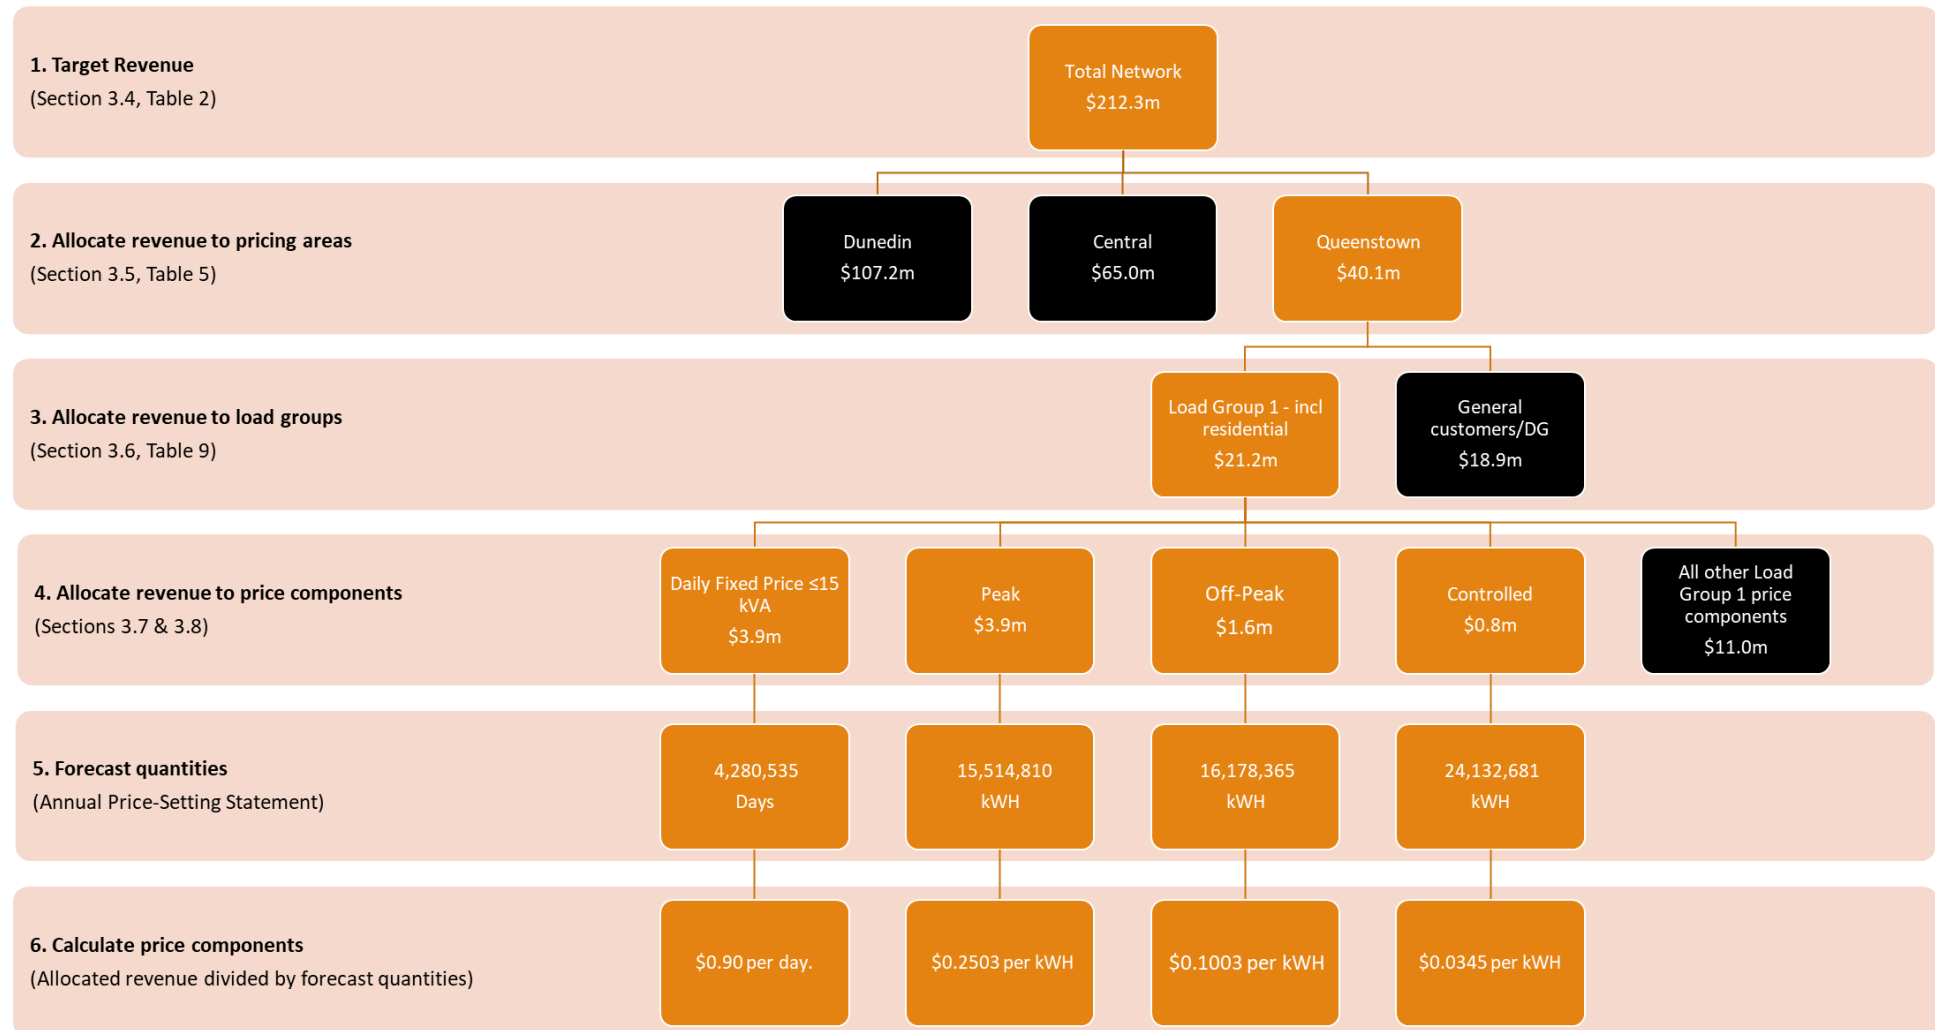 1. Target Revenue
(Section 3.4, Table 2)
Total Network
$212.3m
2. Allocate revenue to pricing areas
(Section 3.5, Table 5)
Dunedin
$107.2m
Central
$65.0m
Queenstown
$40.1m
3. Allocate revenue to load groups
(Section 3.6, Table 9)
Load Group 1 - incl
residential
$21.2m
General
customers/DG
$18.9m
4. Allocate revenue to price components
(Sections 3.7 & 3.8)
Daily Fixed Price ≤15
kVA
$3.9m
Peak
$3.9m
Off-Peak
$1.6m
Controlled
$0.8m
All other Load
Group 1 price
components
$11.0m
5. Forecast quantities
(Annual Price-Setting Statement)
4,280,535
Days
15,514,810
kWH
16,178,365
kWH
24,132,681
kWH
6. Calculate price components
(Allocated revenue divided by forecast quantities)
$0.90 per day.
$0.2503 per kWH
$0.1003 per kWH
$0.0345 per kWH